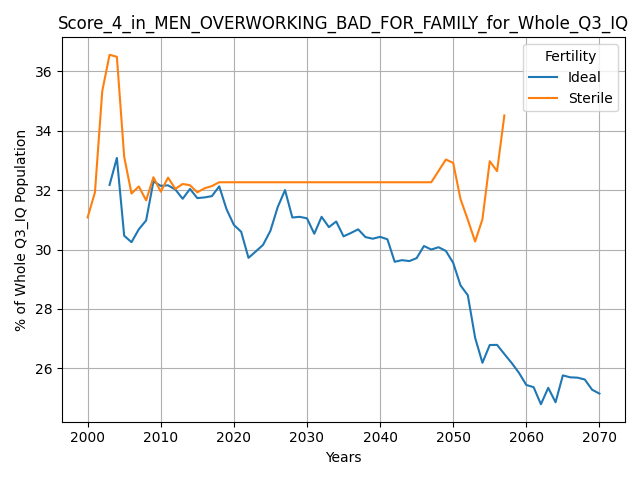 Score_4_in_MEN_OVERWORKING_BAD_FOR_FAMILY_for_Whole_Q3_IQ
Fertility
Ideal
Sterile
% of Whole Q3_IQ Population
36
34
32
30
28
26
2000
2010
2020
2030
2040
2050
2060
2070
Years